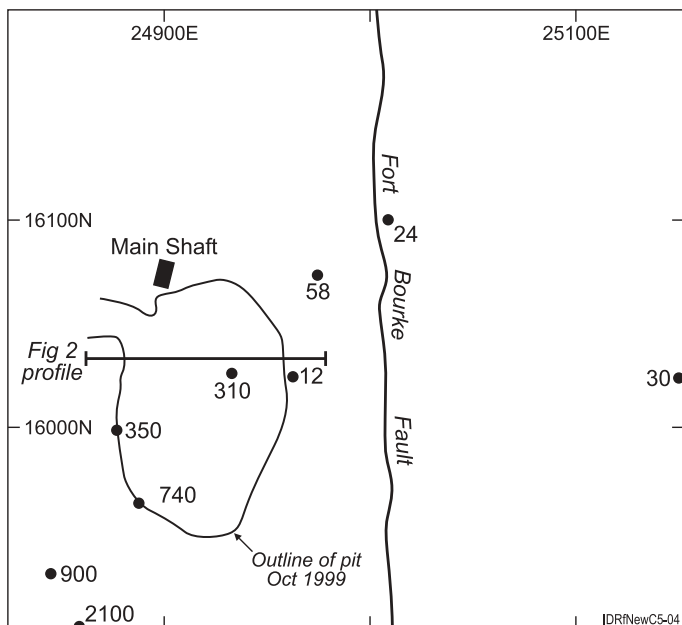 24900E
25100E
Fort
Bourke
Fault
16100N
24
Main Shaft
58
Fig 2
profile
310
12
30
16000N
350
740
Outline of pit
Oct 1999
900
2100
IDRfNewC5-04